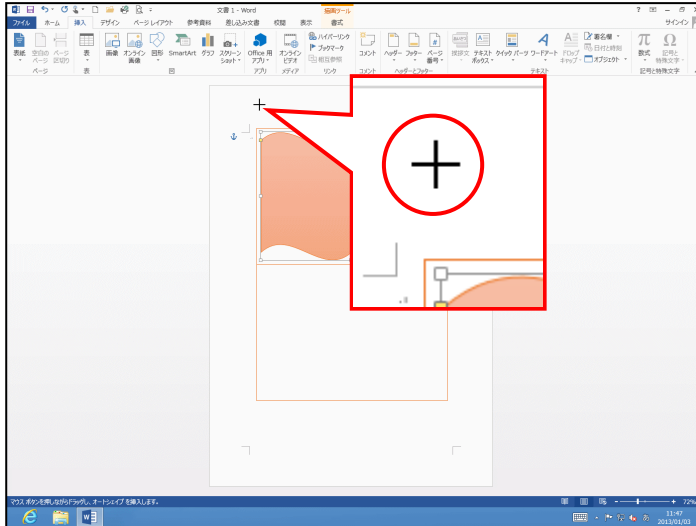 文書 1 - Word
描画ツール
ファイル ホーム 挿入 デザイン ページ レイアウト 参考資料 差し込み文書 校閲 表示 書式 サインイン
表紙 空白の ページ 区切り
ページ
ページ
表
表
画像 オンライン 画像 図形 SmartArt グラフ スクリーン ショット
図
Office 用 アプリ
アプリ
オンライン ビデオ
メディア
ハイパーリンク
ブックマーク
相互参照
リンク
コメント
コメント
ヘッダー フッター ページ 番号
ヘッダーとフッター
挨拶文 テキスト ボックス クイック パーツ ワードアート ドロップ キャップ
署名欄
日付と時刻
オブジェクト
テキスト
数式 記号と 特殊文字
記号と特殊文字
マウス ボタンを押しながらドラッグし、オートシェイプを挿入します。
72%
11:47
2013/01/03